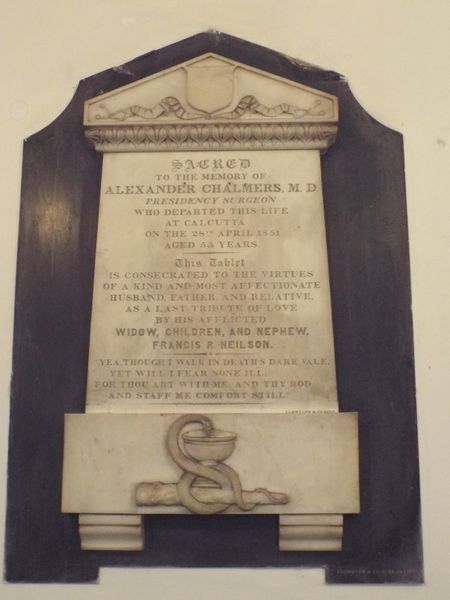 SACRED
TO THE MEMORY OF
ALEXANDER CHALMERS, M.D
PRESIDENCY SURGEON
WHO DEPARTED THIS LIFE
AT CALCUTTA
ON THE 28TH APRIL 1851
AGED 55 YEARS.
This Tablet
IS CONSECRATED TO THE VIRTUES
OF A KIND AND MOST AFFECTIONATE
HUSBAND, FATHER, AND RELATIVE,
AS A LAST TRIBUTE OF LOVE
BY HIS AFFLICTED
WIDOW, CHILDREN, AND NEPHEW,
FRANCIS R. NEILSON.
"YEA, THOUGH I WALK IN DEATH'S DARK VALE,
YET WILL I FEAR NONE ILL:
FOR THOU ART WITH ME, AND THY ROD
AND STAFF ME COMFORT STILL"